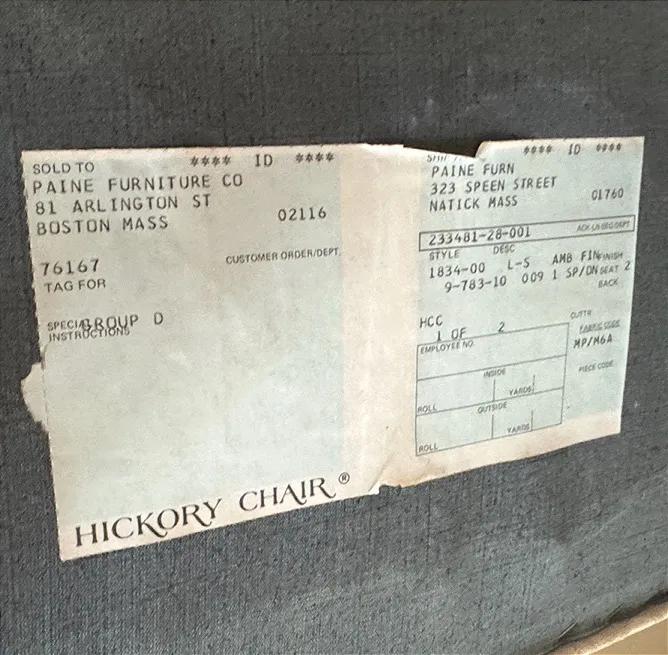 SOLD TO **** ID ****
PAINE FURNITURE CO
81 ARLINGTON ST
BOSTON MASS 02116
76167 CUSTOMER ORDER/DEPT.
TAG FOR
GROUP D
INSTRUCTIONS
HICKORY CHAIR ®
**** ID ****
PAINE FURN
323 SPEEN STREET
NATICK MASS 01760
233481-28-001
STYLE DESC
1834-00 L-S AMB FIN FINISH
9-783-10 009 1 SP/DN SEAT 2
BACK
HCC CUTTR
1 OF 2 FABRIC CODE
EMPLOYEE NO. MP/M6A
INSIDE PIECE CODE
YARDS
ROLL OUTSIDE
YARDS
ROLL